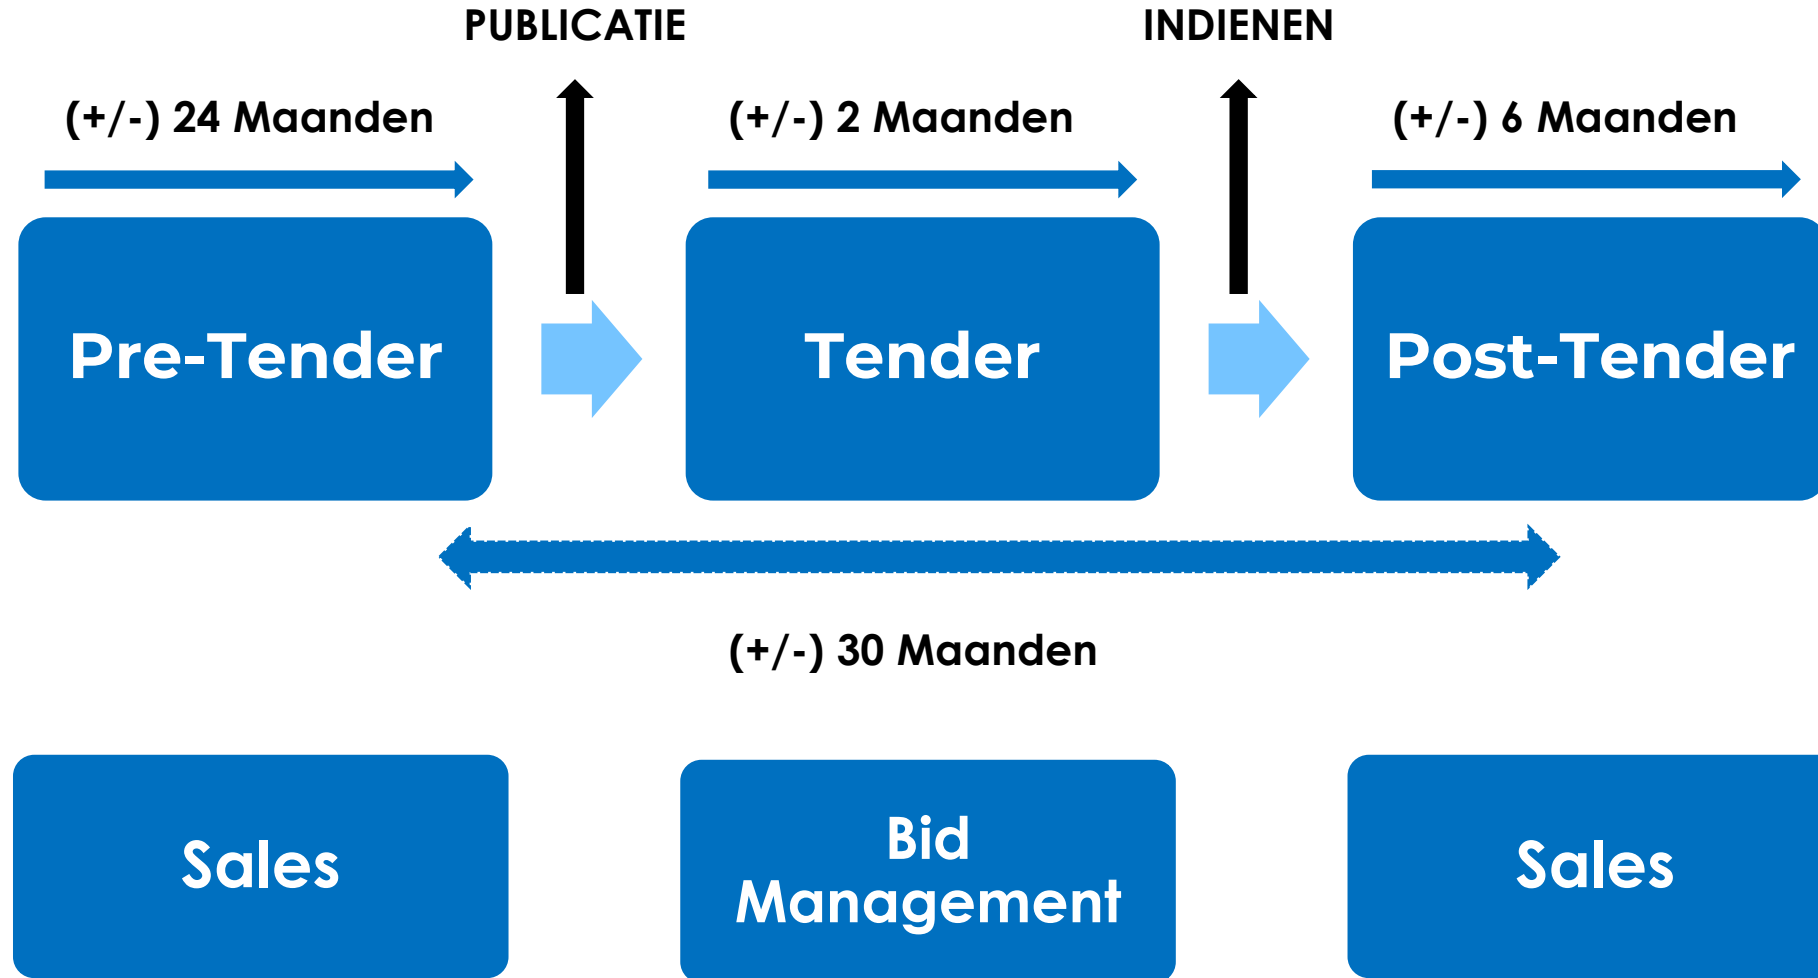 PUBLICATIE
INDIENEN
(+/-) 24 Maanden
(+/-) 2 Maanden
(+/-) 6 Maanden
Pre-Tender
Tender
Post-Tender
(+/-) 30 Maanden
Sales
Bid
Management
Sales